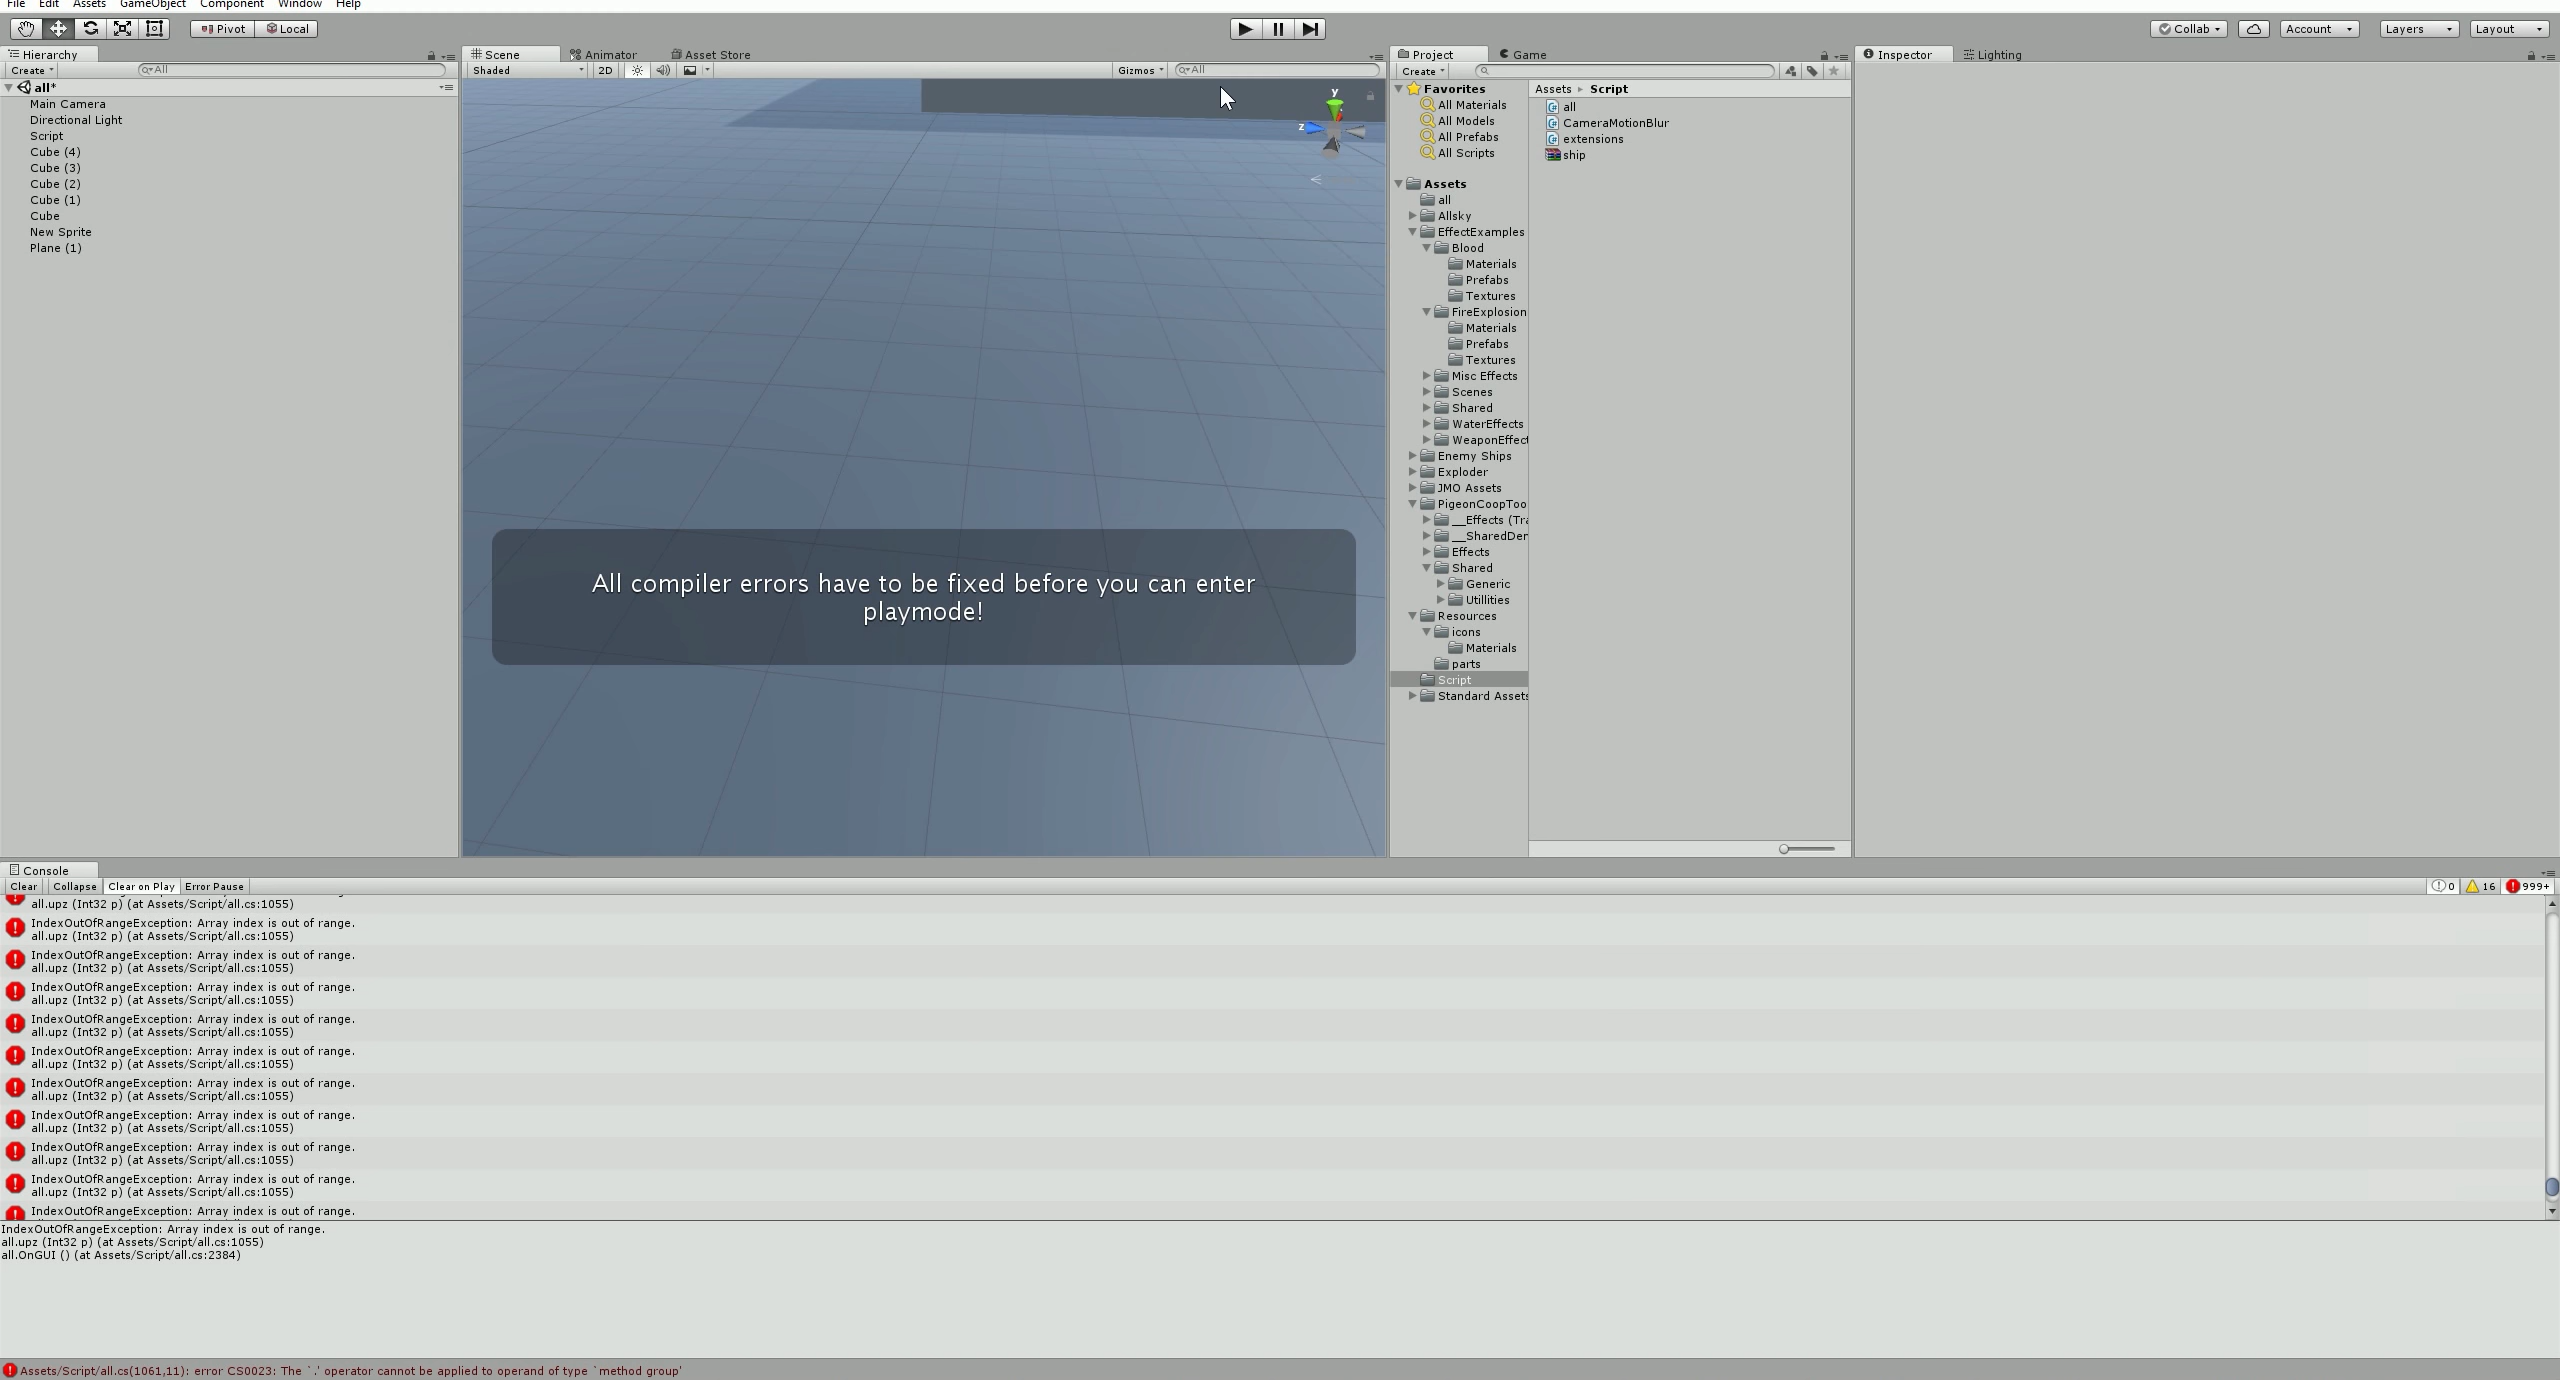 File Edit Assets GameObject Component Window Help
Pivot Local Collab Account Layers Layout
Hierarchy
Create All
all*
Main Camera
Directional Light
Script
Cube (4)
Cube (3)
Cube (2)
Cube (1)
Cube
New Sprite
Plane (1)
Scene Animator Asset Store
Shaded 2D Gizmos All
y
z
All compiler errors have to be fixed before you can enter
playmode!
Project Game
Create
Favorites
All Materials
All Models
All Prefabs
All Scripts
Assets
all
Allsky
EffectExamples
Blood
Materials
Prefabs
Textures
FireExplosion
Materials
Prefabs
Textures
Misc Effects
Scenes
Shared
WaterEffects
WeaponEffect
Enemy Ships
Exploder
JMO Assets
PigeonCoopToo
__Effects (Tra
__SharedDer
Effects
Shared
Generic
Utillities
Resources
icons
Materials
parts
Script
Standard Assets
Assets Script
all
CameraMotionBlur
extensions
ship
Inspector Lighting
Console
Clear Collapse Clear on Play Error Pause 0 16 999+
all.upz (Int32 p) (at Assets/Script/all.cs:1055)
IndexOutOfRangeException: Array index is out of range.
all.upz (Int32 p) (at Assets/Script/all.cs:1055)
IndexOutOfRangeException: Array index is out of range.
all.upz (Int32 p) (at Assets/Script/all.cs:1055)
IndexOutOfRangeException: Array index is out of range.
all.upz (Int32 p) (at Assets/Script/all.cs:1055)
IndexOutOfRangeException: Array index is out of range.
all.upz (Int32 p) (at Assets/Script/all.cs:1055)
IndexOutOfRangeException: Array index is out of range.
all.upz (Int32 p) (at Assets/Script/all.cs:1055)
IndexOutOfRangeException: Array index is out of range.
all.upz (Int32 p) (at Assets/Script/all.cs:1055)
IndexOutOfRangeException: Array index is out of range.
all.upz (Int32 p) (at Assets/Script/all.cs:1055)
IndexOutOfRangeException: Array index is out of range.
all.upz (Int32 p) (at Assets/Script/all.cs:1055)
IndexOutOfRangeException: Array index is out of range.
all.upz (Int32 p) (at Assets/Script/all.cs:1055)
IndexOutOfRangeException: Array index is out of range.
IndexOutOfRangeException: Array index is out of range.
all.upz (Int32 p) (at Assets/Script/all.cs:1055)
all.OnGUI () (at Assets/Script/all.cs:2384)
Assets/Script/all.cs(1061,11): error CS0023: The `.' operator cannot be applied to operand of type `method group'